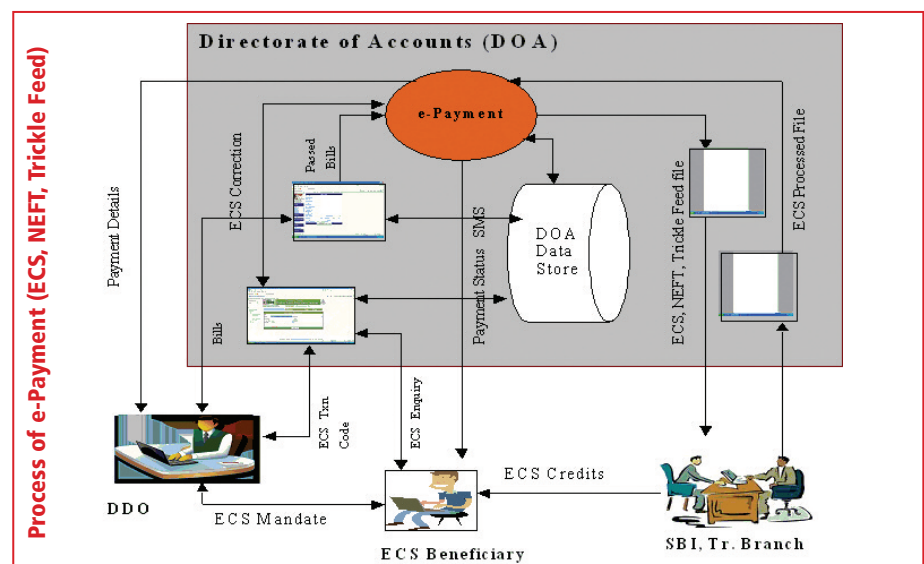 Process of e-Payment (ECS, NEFT, Trickle Feed)
Directorate of Accounts (DOA)
e-Payment
Payment Details
ECS Correction
Passed
Bills
Bills
Payment Status SMS
DOA
Data
Store
ECS, NEFT, Trickle Feed file
ECS Processed File
ECS Txn
Code
ECS Enquiry
DDO
ECS Mandate
ECS Credits
ECS Beneficiary
SBI, Tr. Branch